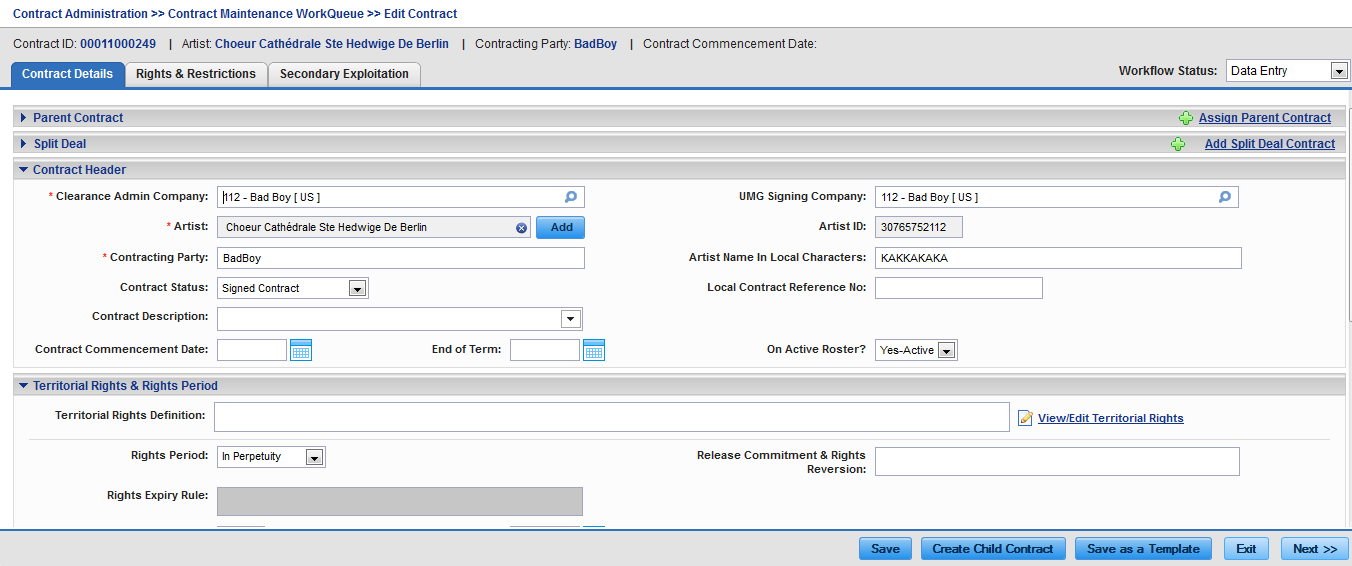 Contract Administration >> Contract Maintenance WorkQueue >> Edit Contract
Contract ID: 00011000249 | Artist: Choeur Cathédrale Ste Hedwige De Berlin | Contracting Party: BadBoy | Contract Commencement Date:
Contract Details Rights & Restrictions Secondary Exploitation Workflow Status: Data Entry
Parent Contract Assign Parent Contract
Split Deal Add Split Deal Contract
Contract Header
* Clearance Admin Company: 112 - Bad Boy [ US ] UMG Signing Company: 112 - Bad Boy [ US ]
* Artist: Choeur Cathédrale Ste Hedwige De Berlin Add Artist ID: 30765752112
* Contracting Party: BadBoy Artist Name In Local Characters: KAKKAKAKA
Contract Status: Signed Contract Local Contract Reference No:
Contract Description:
Contract Commencement Date: End of Term: On Active Roster? Yes-Active
Territorial Rights & Rights Period
Territorial Rights Definition: View/Edit Territorial Rights
Rights Period: In Perpetuity Release Commitment & Rights
Reversion:
Rights Expiry Rule:
Save Create Child Contract Save as a Template Exit Next >>